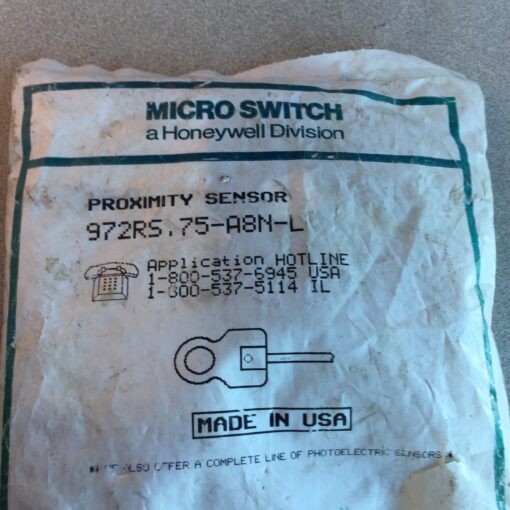 MICRO SWITCH
a Honeywell Division
PROXIMITY SENSOR
972RS.75-A8N-L
Application HOTLINE
1-800-537-6945 USA
1-800-537-5114 IL
MADE IN USA
ALSO OFFER A COMPLETE LINE OF PHOTOELECTRIC SENSORS